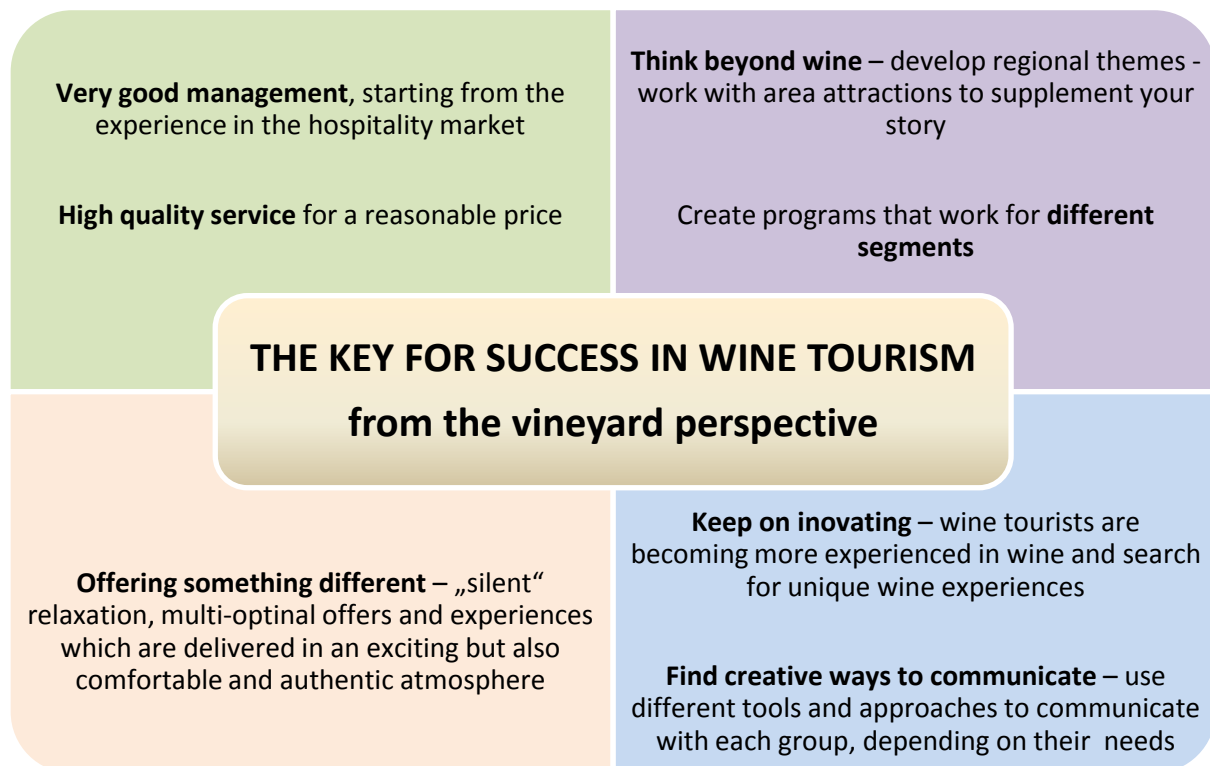 Very good management, starting from the
experience in the hospitality market
High quality service for a reasonable price
Think beyond wine – develop regional themes -
work with area attractions to supplement your
story
Create programs that work for different
segments
THE KEY FOR SUCCESS IN WINE TOURISM
from the vineyard perspective
Offering something different – „silent“
relaxation, multi-optinal offers and experiences
which are delivered in an exciting but also
comfortable and authentic atmosphere
Keep on inovating – wine tourists are
becoming more experienced in wine and search
for unique wine experiences
Find creative ways to communicate – use
different tools and approaches to communicate
with each group, depending on their needs